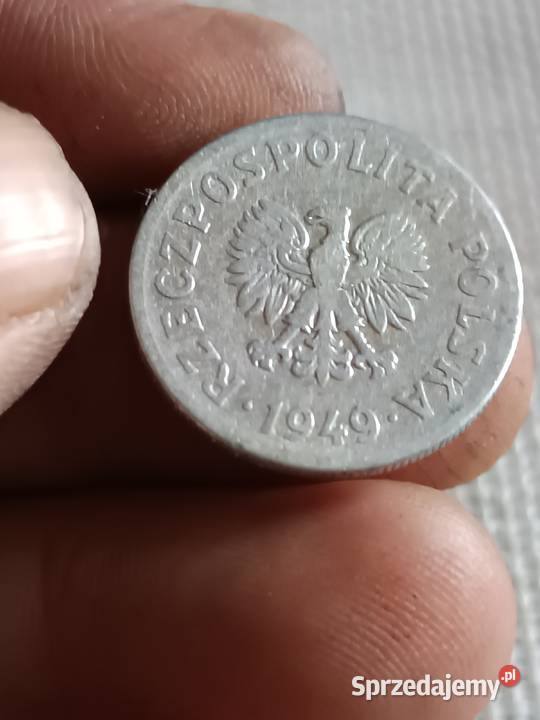 RZECZPOSPOLITA POLSKA
· 1949 ·
Sprzedajemy.pl